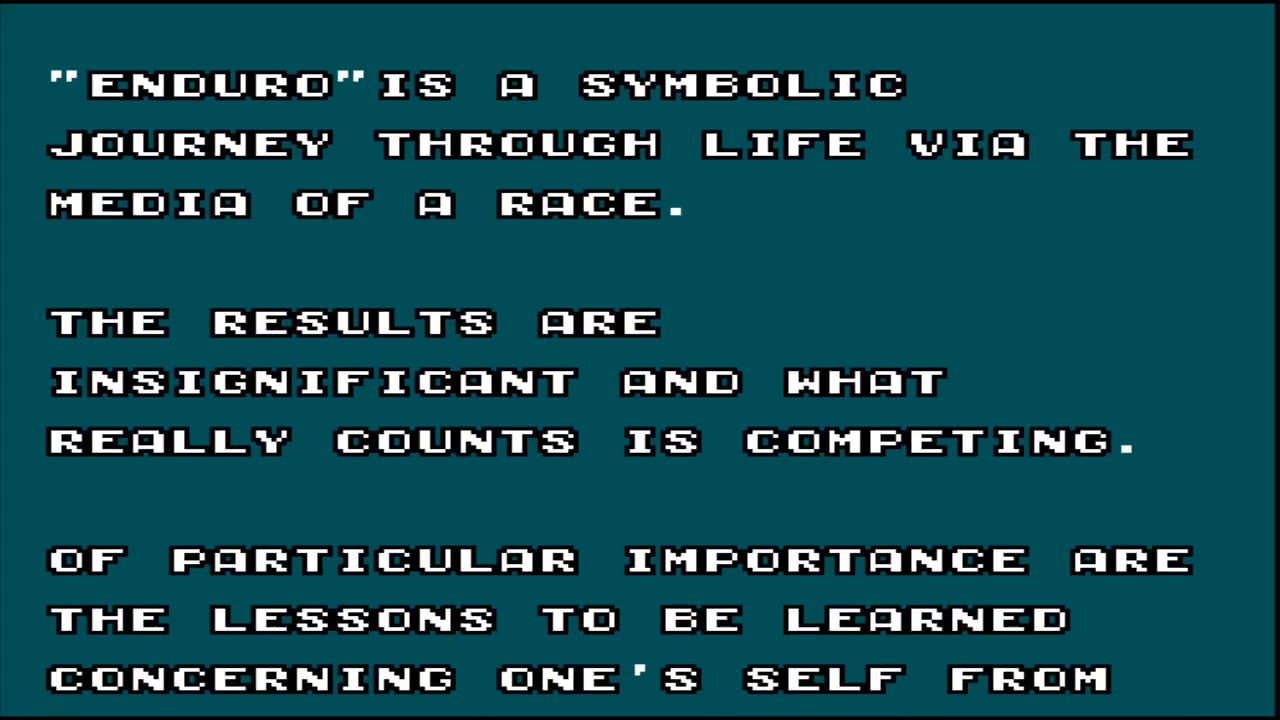 "ENDURO"IS A SYMBOLIC
JOURNEY THROUGH LIFE VIA THE
MEDIA OF A RACE.
THE RESULTS ARE
INSIGNIFICANT AND WHAT
REALLY COUNTS IS COMPETING.
OF PARTICULAR IMPORTANCE ARE
THE LESSONS TO BE LEARNED
CONCERNING ONE'S SELF FROM